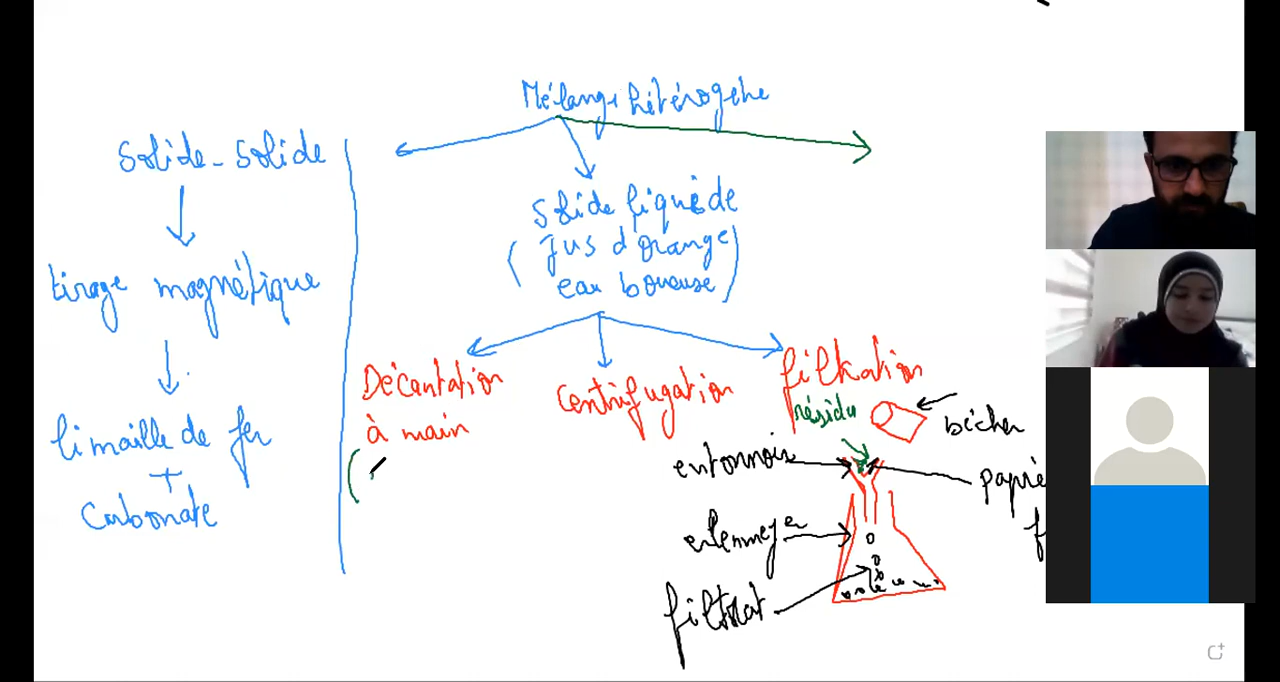 Mélange hétérogène
Solide - Solide
tirage magnétique
limaille de fer
+
Carbonate
Solide liquide
( Jus d'orange
eau boueuse )
Décantation
à main
(
Centrifugation
filtration
résidu
bécher
entonnoir
papie
erlenmeyer
f
filtrat